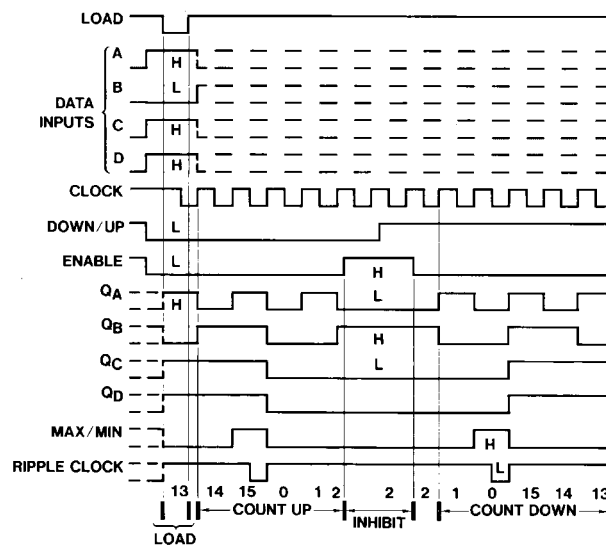 LOAD
A
H
B
L
DATA
INPUTS
C
H
D
H
CLOCK
DOWN/UP
L
ENABLE
L
H
QA
H
L
QB
H
QC
L
QD
MAX/MIN
H
RIPPLE CLOCK
L
13 14 15 0 1 2 2 2 1 0 15 14 13
COUNT UP INHIBIT COUNT DOWN
LOAD